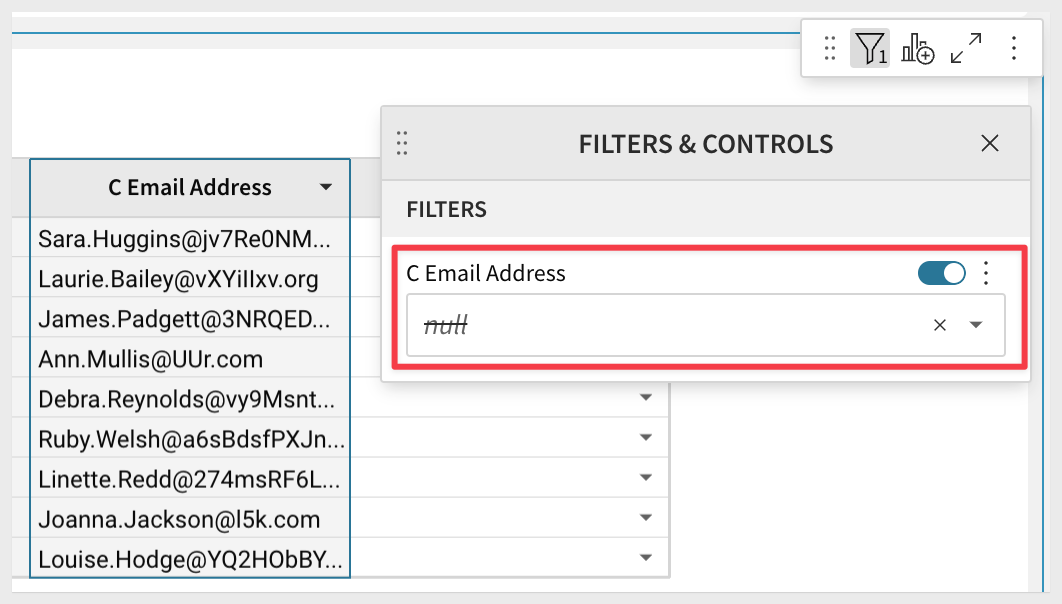 1
FILTERS & CONTROLS
FILTERS
C Email Address
null
C Email Address
Sara.Huggins@jv7Re0NM...
Laurie.Bailey@vXYiIIxv.org
James.Padgett@3NRQED...
Ann.Mullis@UUr.com
Debra.Reynolds@vy9Msnt...
Ruby.Welsh@a6sBdsfPXJn...
Linette.Redd@274msRF6L...
Joanna.Jackson@l5k.com
Louise.Hodge@YQ2HObBY...